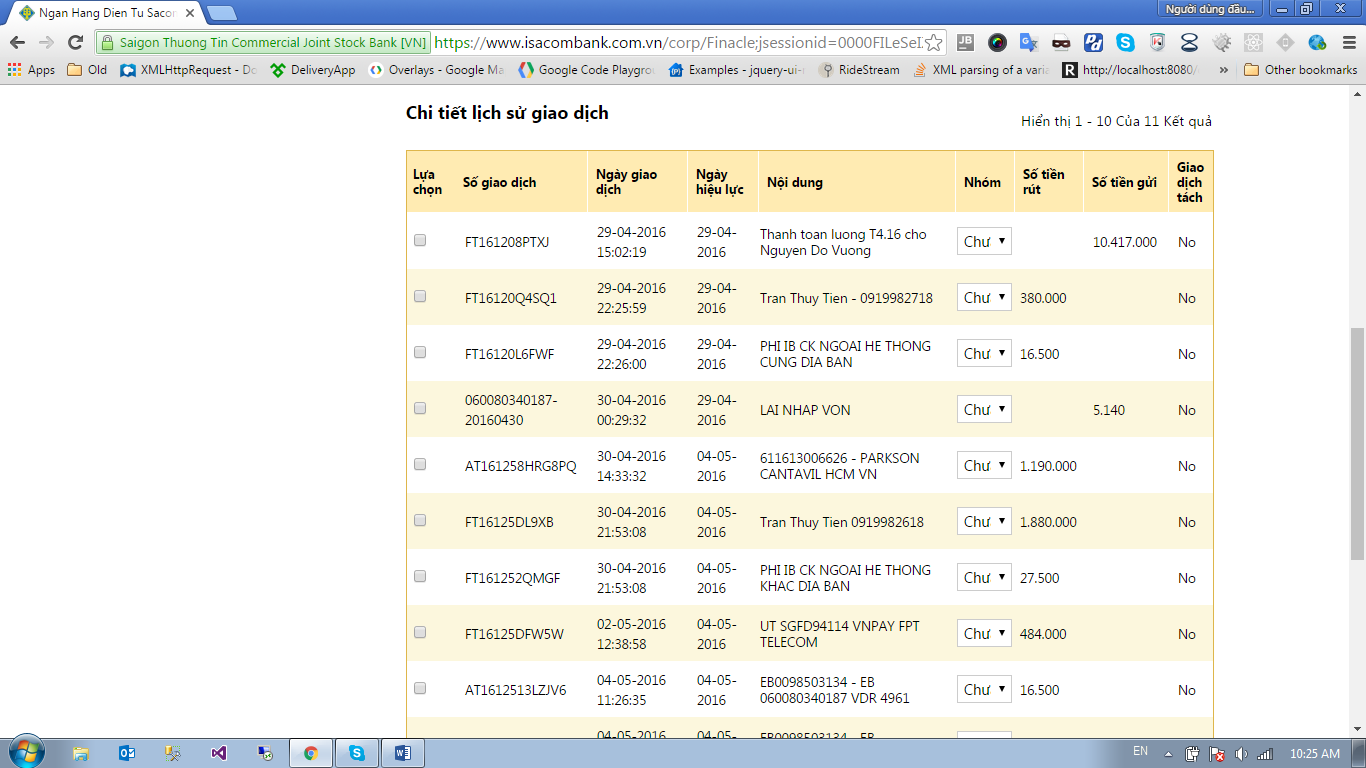 Ngan Hang Dien Tu Sacor
Người dùng đầu...
Saigon Thuong Tin Commercial Joint Stock Bank [VN] https://www.isacombank.com.vn/corp/Finacle;jsessionid=0000FILeSeI
Apps Old XMLHttpRequest - Do DeliveryApp Overlays - Google Ma Google Code Playgrou Examples - jquery-ui- RideStream XML parsing of a varia http://localhost:8080/ » Other bookmarks
Chi tiết lịch sử giao dịch
Hiển thị 1 - 10 Của 11 Kết quả
Lựa chọn Số giao dịch Ngày giao dịch Ngày hiệu lực Nội dung Nhóm Số tiền rút Số tiền gửi Giao dịch tách
FT161208PTXJ 29-04-2016 15:02:19 29-04-2016 Thanh toan luong T4.16 cho Nguyen Do Vuong Chư 10.417.000 No
FT16120Q4SQ1 29-04-2016 22:25:59 29-04-2016 Tran Thuy Tien - 0919982718 Chư 380.000 No
FT16120L6FWF 29-04-2016 22:26:00 29-04-2016 PHI IB CK NGOAI HE THONG CUNG DIA BAN Chư 16.500 No
060080340187-20160430 30-04-2016 00:29:32 29-04-2016 LAI NHAP VON Chư 5.140 No
AT161258HRG8PQ 30-04-2016 14:33:32 04-05-2016 611613006626 - PARKSON CANTAVIL HCM VN Chư 1.190.000 No
FT16125DL9XB 30-04-2016 21:53:08 04-05-2016 Tran Thuy Tien 0919982618 Chư 1.880.000 No
FT161252QMGF 30-04-2016 21:53:08 04-05-2016 PHI IB CK NGOAI HE THONG KHAC DIA BAN Chư 27.500 No
FT16125DFW5W 02-05-2016 12:38:58 04-05-2016 UT SGFD94114 VNPAY FPT TELECOM Chư 484.000 No
AT1612513LZJV6 04-05-2016 11:26:35 04-05-2016 EB0098503134 - EB 060080340187 VDR 4961 Chư 16.500 No
04-05-2016 04-05- EB0098503134 - EB
EN 10:25 AM